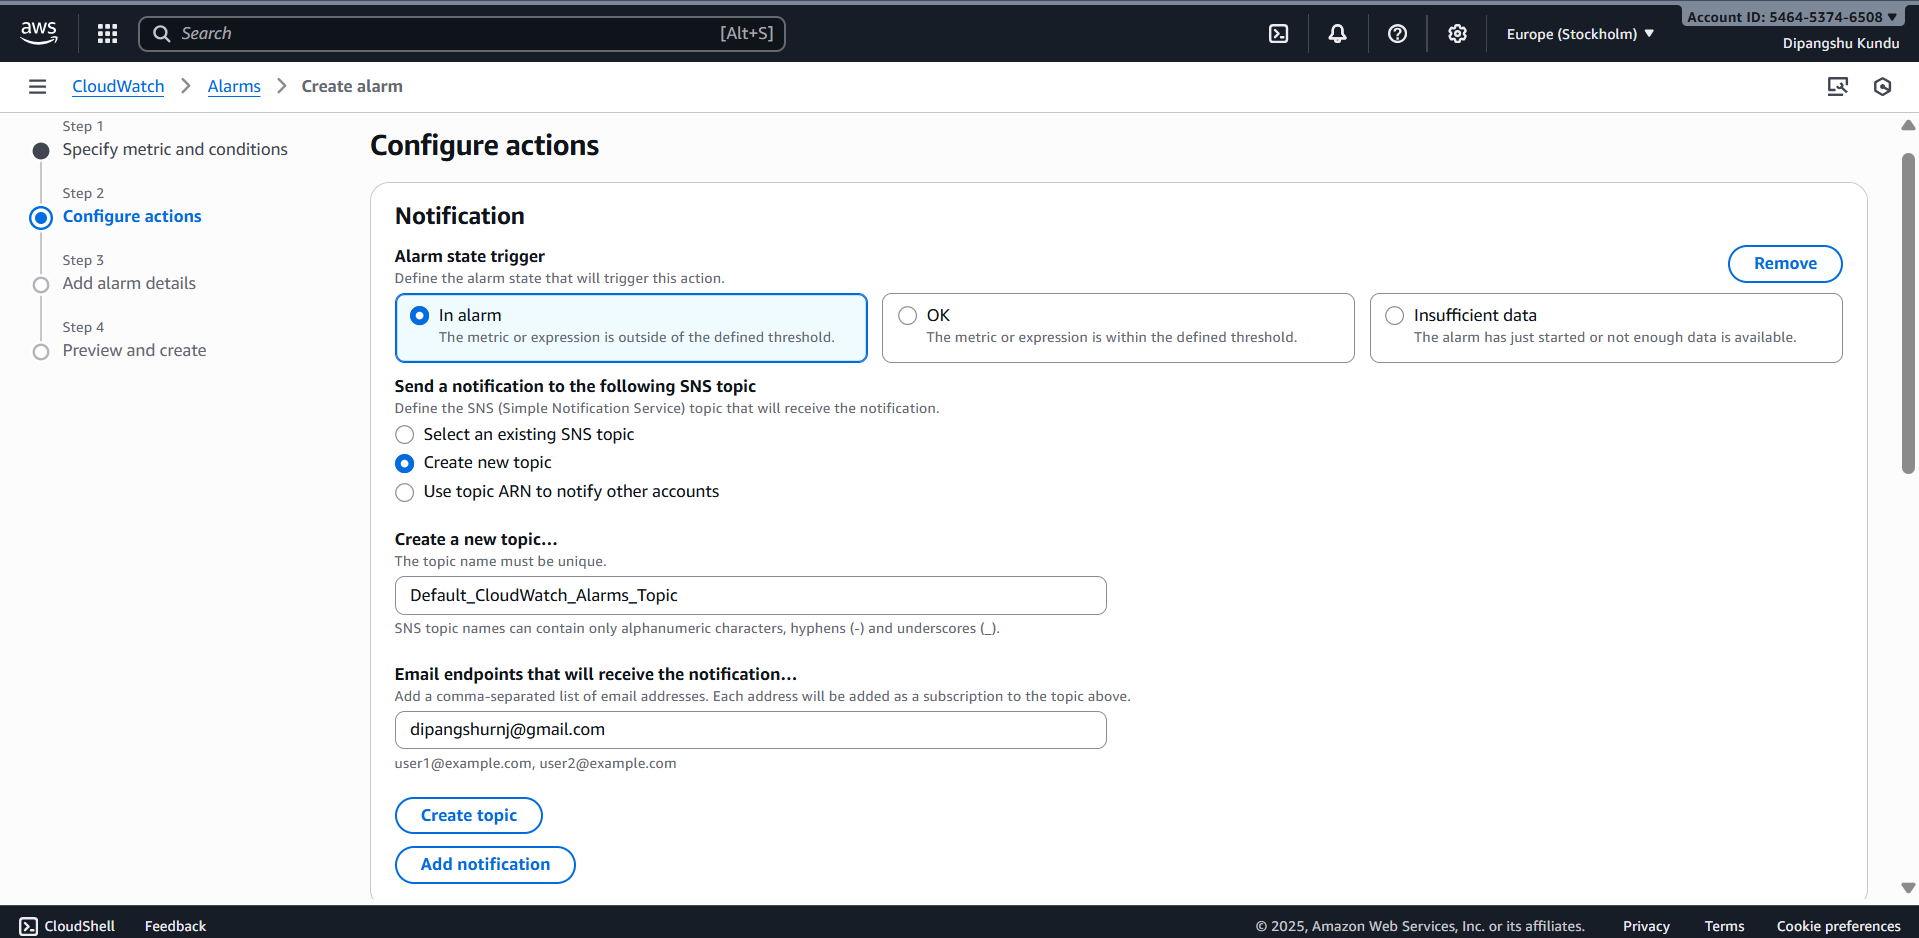 aws
Search
[Alt+S]
Europe (Stockholm)
Account ID: 5464-5374-6508
Dipangshu Kundu
CloudWatch
Alarms
Create alarm
Step 1
Specify metric and conditions
Step 2
Configure actions
Step 3
Add alarm details
Step 4
Preview and create
Configure actions
Notification
Alarm state trigger
Define the alarm state that will trigger this action.
Remove
In alarm
The metric or expression is outside of the defined threshold.
OK
The metric or expression is within the defined threshold.
Insufficient data
The alarm has just started or not enough data is available.
Send a notification to the following SNS topic
Define the SNS (Simple Notification Service) topic that will receive the notification.
Select an existing SNS topic
Create new topic
Use topic ARN to notify other accounts
Create a new topic…
The topic name must be unique.
Default_CloudWatch_Alarms_Topic
SNS topic names can contain only alphanumeric characters, hyphens (-) and underscores (_).
Email endpoints that will receive the notification…
Add a comma-separated list of email addresses. Each address will be added as a subscription to the topic above.
dipangshurnj@gmail.com
user1@example.com, user2@example.com
Create topic
Add notification
CloudShell
Feedback
© 2025, Amazon Web Services, Inc. or its affiliates.
Privacy
Terms
Cookie preferences